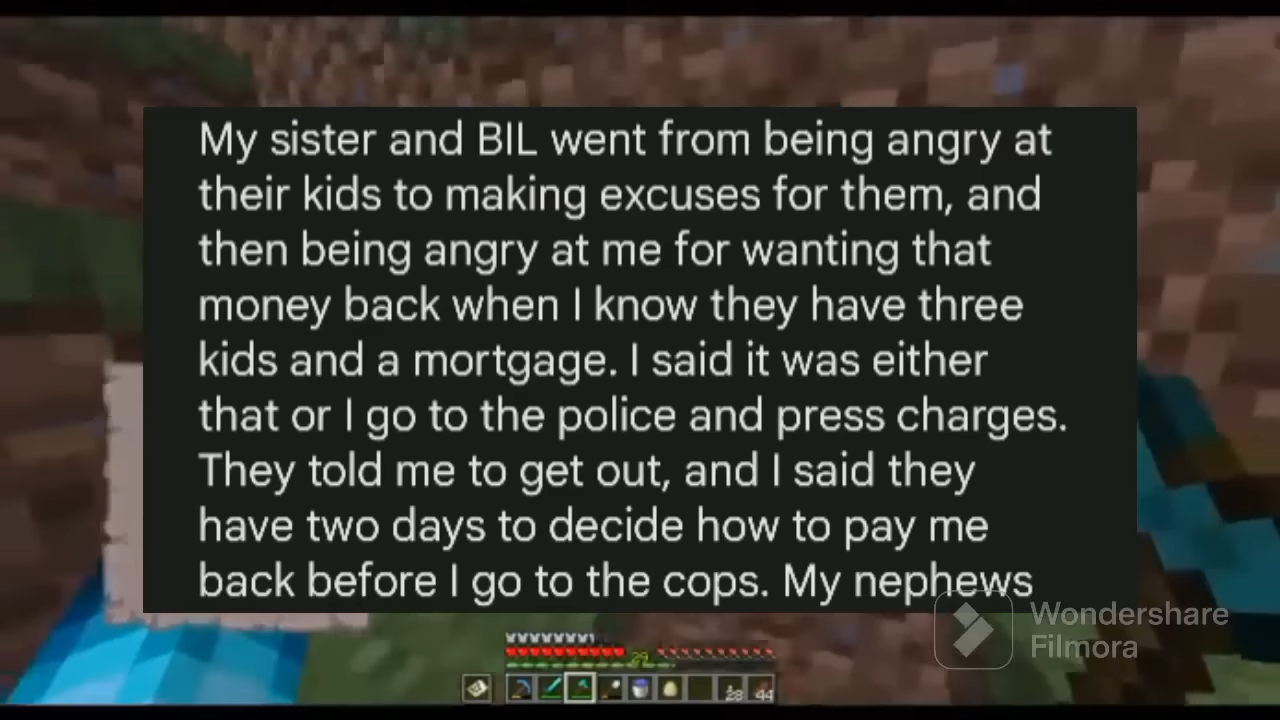 My sister and BIL went from being angry at
their kids to making excuses for them, and
then being angry at me for wanting that
money back when I know they have three
kids and a mortgage. I said it was either
that or I go to the police and press charges.
They told me to get out, and I said they
have two days to decide how to pay me
back before I go to the cops. My nephews
Wondershare
Filmora
29
28
44